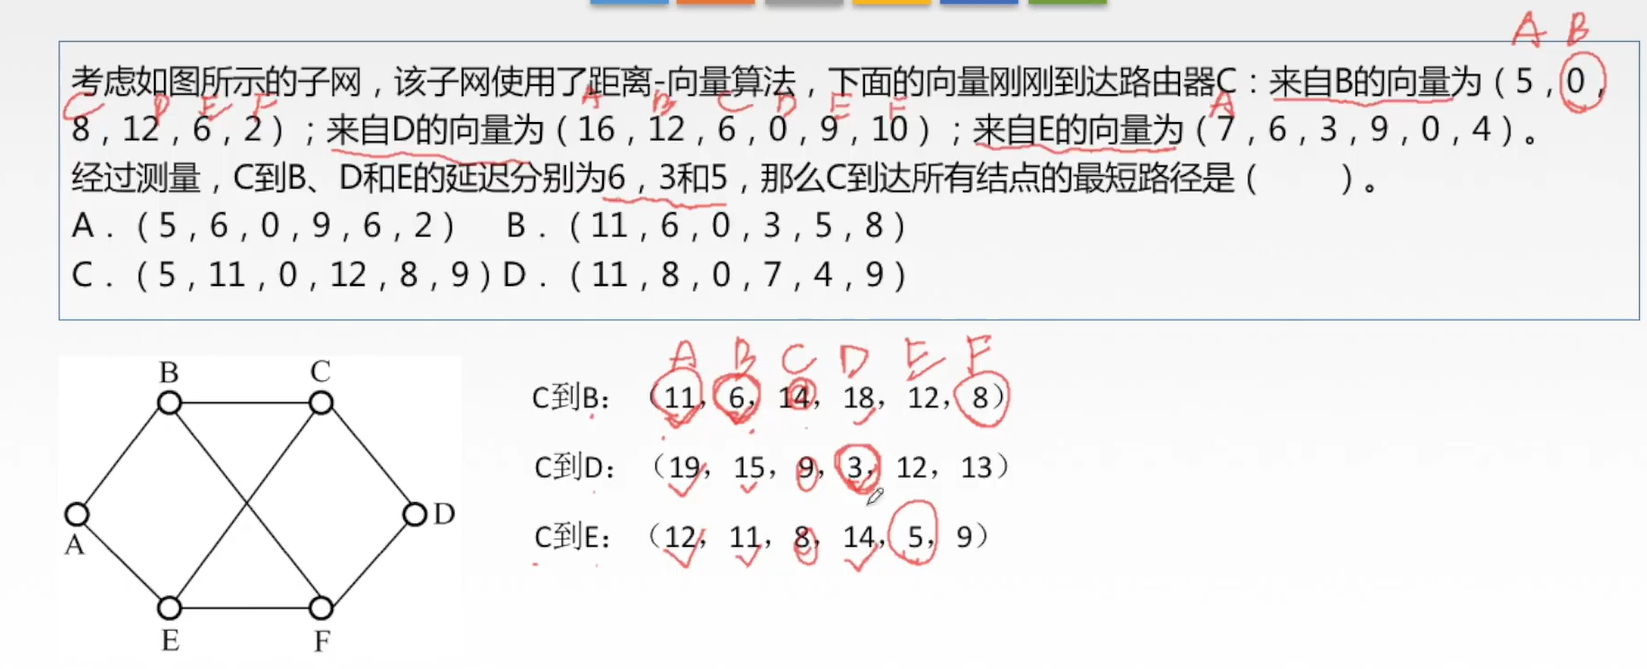 A B
考虑如图所示的子网，该子网使用了距离-向量算法，下面的向量刚刚到达路由器C：来自B的向量为（5，0，
C D E F A B C D E F A
8，12，6，2）；来自D的向量为（16，12，6，0，9，10）；来自E的向量为（7，6，3，9，0，4）。
经过测量，C到B、D和E的延迟分别为6，3和5，那么C到达所有结点的最短路径是（ ）。
A．（5，6，0，9，6，2） B．（11，6，0，3，5，8）
C．（5，11，0，12，8，9）D．（11，8，0，7，4，9）
A B C D E F
C到B：（11，6，14，18，12，8）
C到D：（19，15，9，3，12，13）
C到E：（12，11，8，14，5，9）
B C
A D
E F